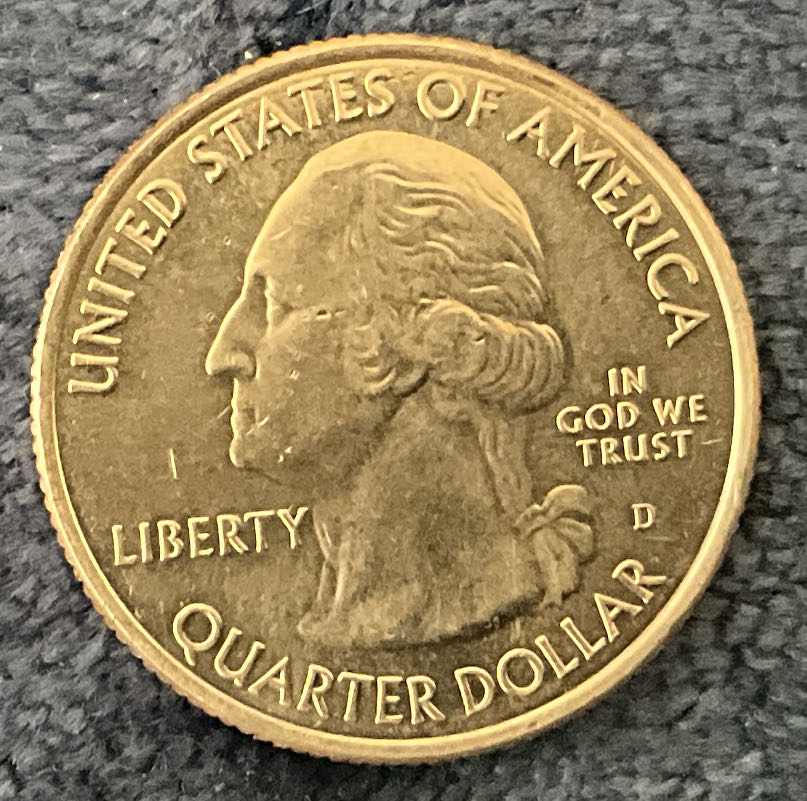 UNITED STATES OF AMERICA
IN
GOD WE
TRUST
LIBERTY
D
QUARTER DOLLAR